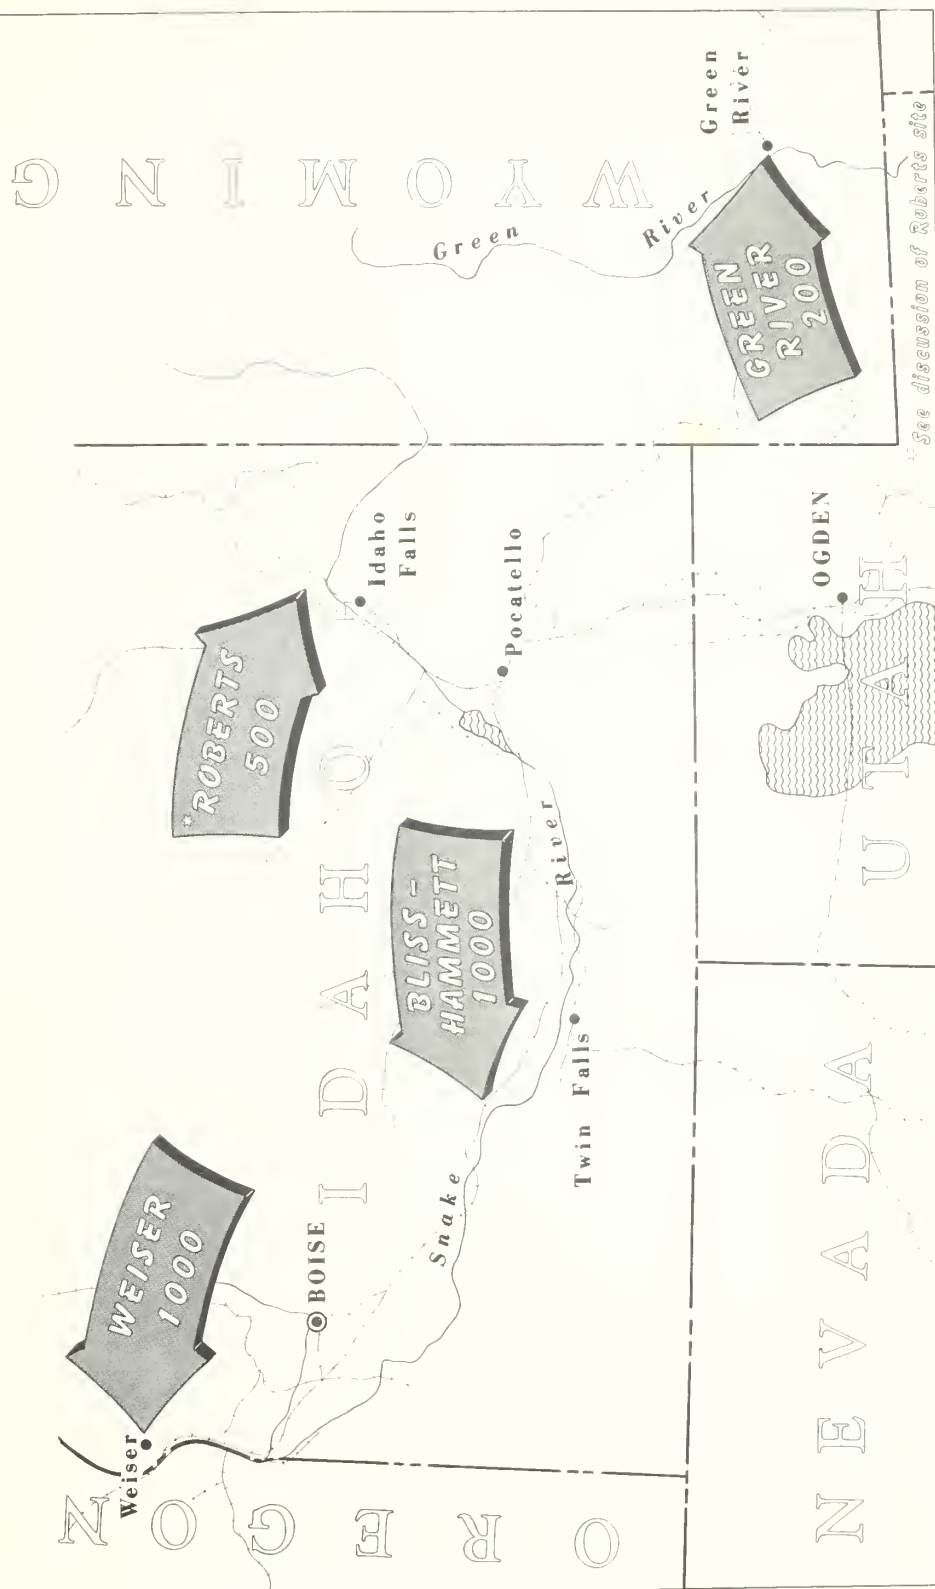 OREGON
Weiser
WEISER
1000
BOISE
IDAHO
Snake
River
Twin Falls
BLISS –
HAMMETT
1000
*ROBERTS
500
Idaho
Falls
Pocatello
WYOMING
Green
River
Green
River
GREEN
RIVER
200
NEVADA
UTAH
OGDEN
* See discussion of Roberts site